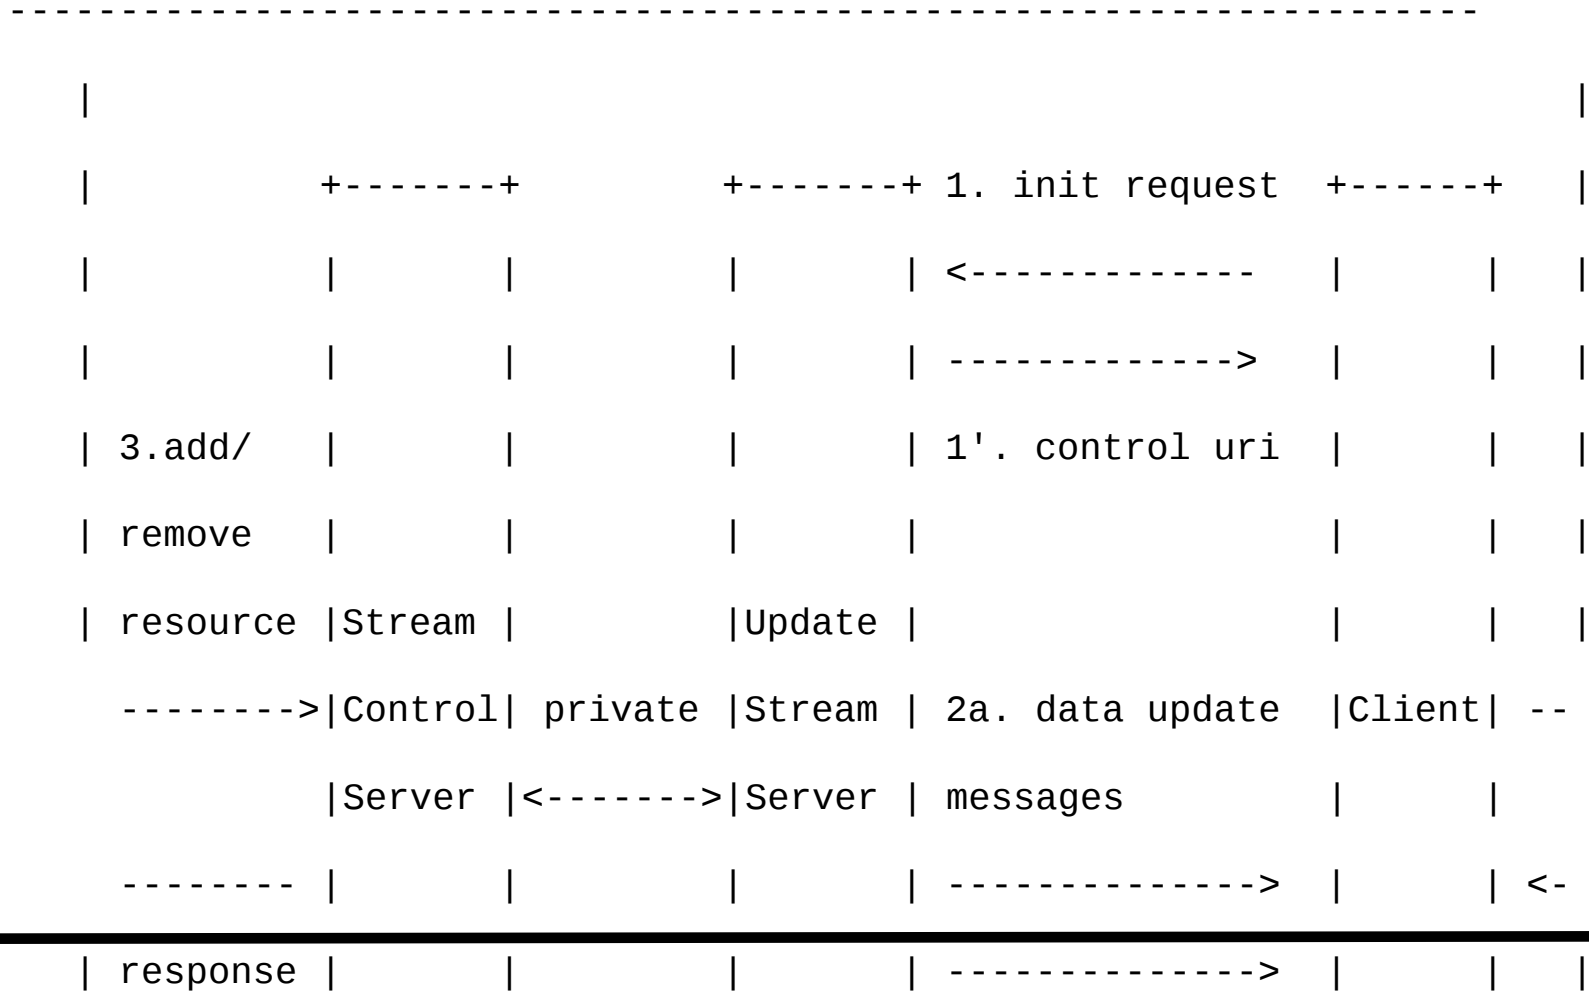 ------------------------------------------------------------------
|                                                                  |
|          +-------+         +-------+ 1. init request  +------+   |
|          |       |         |       | <-------------   |      |   |
|          |       |         |       | ------------->   |      |   |
| 3.add/   |       |         |       | 1'. control uri  |      |   |
| remove   |       |         |       |                  |      |   |
| resource |Stream |         |Update |                  |      |   |
  -------->|Control| private |Stream | 2a. data update  |Client| --
           |Server |<------->|Server | messages         |      |
  -------- |       |         |       | -------------->  |      | <-
| response |       |         |       | -------------->  |      |   |